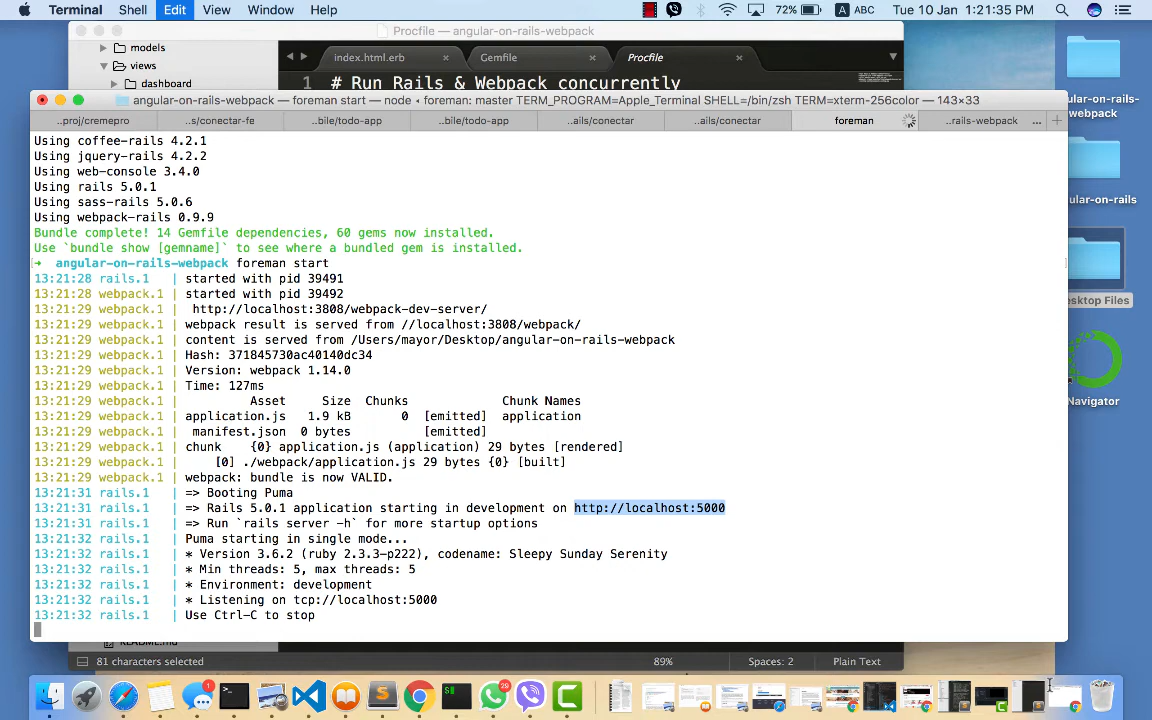 Terminal Shell Edit View Window Help 72% A ABC Tue 10 Jan 1:21:35 PM
Procfile — angular-on-rails-webpack
models
views
dashboard
index.html.erb Gemfile Procfile
1 # Run Rails & Webpack concurrently
angular-on-rails-webpack — foreman start — node ◂ foreman: master TERM_PROGRAM=Apple_Terminal SHELL=/bin/zsh TERM=xterm-256color — 143×33
..proj/cremepro ..s/conectar-fe ..bile/todo-app ..bile/todo-app ..ails/conectar ..ails/conectar foreman ..rails-webpack ...
Using coffee-rails 4.2.1
Using jquery-rails 4.2.2
Using web-console 3.4.0
Using rails 5.0.1
Using sass-rails 5.0.6
Using webpack-rails 0.9.9
Bundle complete! 14 Gemfile dependencies, 60 gems now installed.
Use `bundle show [gemname]` to see where a bundled gem is installed.
→ angular-on-rails-webpack foreman start
13:21:28 rails.1 | started with pid 39491
13:21:28 webpack.1 | started with pid 39492
13:21:29 webpack.1 | http://localhost:3808/webpack-dev-server/
13:21:29 webpack.1 | webpack result is served from //localhost:3808/webpack/
13:21:29 webpack.1 | content is served from /Users/mayor/Desktop/angular-on-rails-webpack
13:21:29 webpack.1 | Hash: 371845730ac40140dc34
13:21:29 webpack.1 | Version: webpack 1.14.0
13:21:29 webpack.1 | Time: 127ms
13:21:29 webpack.1 | Asset Size Chunks Chunk Names
13:21:29 webpack.1 | application.js 1.9 kB 0 [emitted] application
13:21:29 webpack.1 | manifest.json 0 bytes [emitted]
13:21:29 webpack.1 | chunk {0} application.js (application) 29 bytes [rendered]
13:21:29 webpack.1 | [0] ./webpack/application.js 29 bytes {0} [built]
13:21:29 webpack.1 | webpack: bundle is now VALID.
13:21:31 rails.1 | => Booting Puma
13:21:31 rails.1 | => Rails 5.0.1 application starting in development on http://localhost:5000
13:21:31 rails.1 | => Run `rails server -h` for more startup options
13:21:32 rails.1 | Puma starting in single mode...
13:21:32 rails.1 | * Version 3.6.2 (ruby 2.3.3-p222), codename: Sleepy Sunday Serenity
13:21:32 rails.1 | * Min threads: 5, max threads: 5
13:21:32 rails.1 | * Environment: development
13:21:32 rails.1 | * Listening on tcp://localhost:5000
13:21:32 rails.1 | Use Ctrl-C to stop
README.md
81 characters selected 89% Spaces: 2 Plain Text
ular-on-rails-
webpack
ular-on-rails
esktop Files
Navigator
1
29